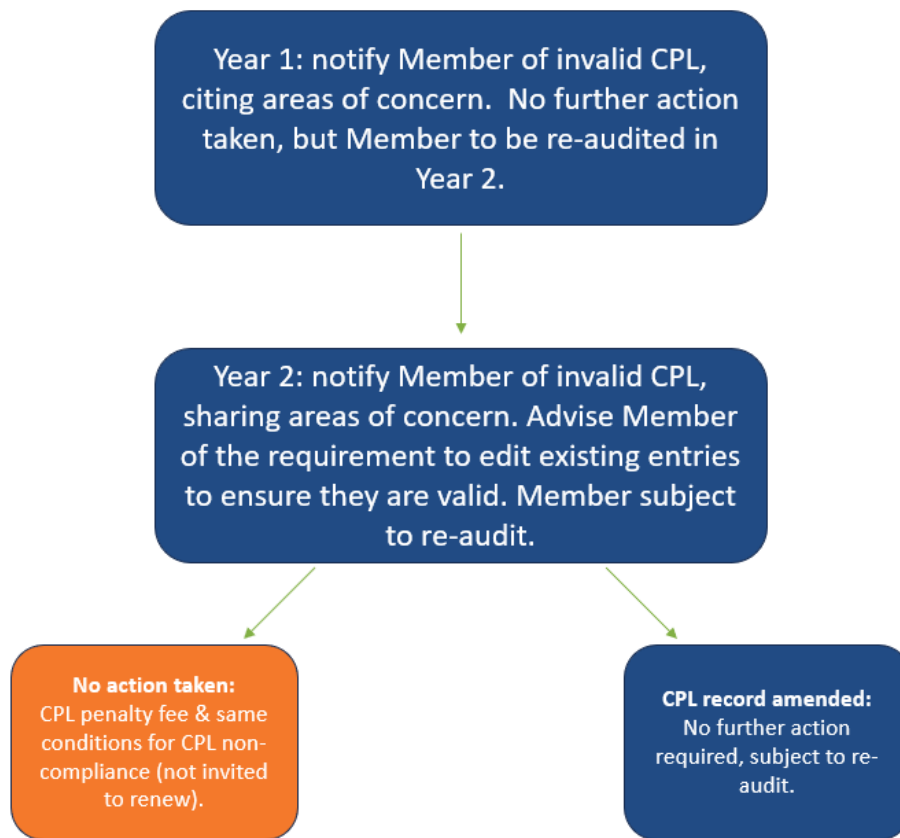 Year 1: notify Member of invalid CPL,
citing areas of concern.  No further action
taken, but Member to be re-audited in
Year 2.
Year 2: notify Member of invalid CPL,
sharing areas of concern. Advise Member
of the requirement to edit existing entries
to ensure they are valid. Member subject
to re-audit.
No action taken:
CPL penalty fee & same
conditions for CPL non-
compliance (not invited
to renew).
CPL record amended:
No further action
required, subject to re-
audit.